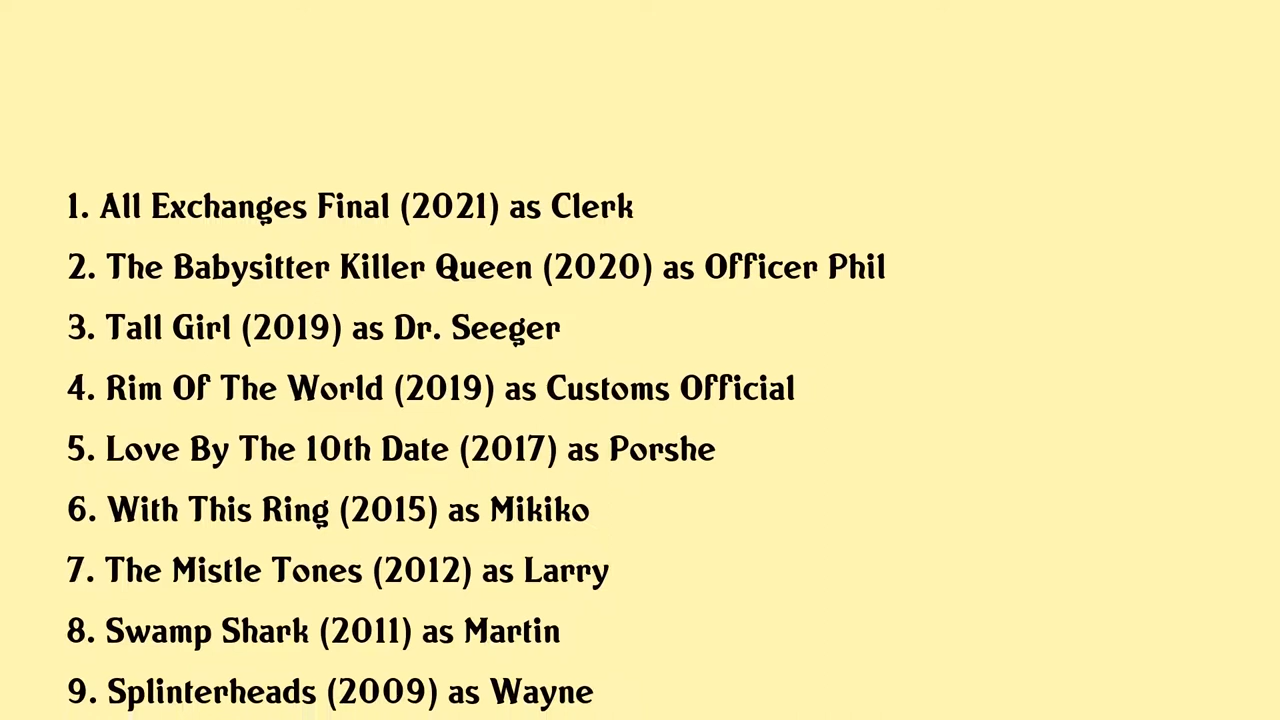 1. All Exchanges Final (2021) as Clerk
2. The Babysitter Killer Queen (2020) as Officer Phil
3. Tall Girl (2019) as Dr. Seeger
4. Rim Of The World (2019) as Customs Official
5. Love By The 10th Date (2017) as Porshe
6. With This Ring (2015) as Mikiko
7. The Mistle Tones (2012) as Larry
8. Swamp Shark (2011) as Martin
9. Splinterheads (2009) as Wayne